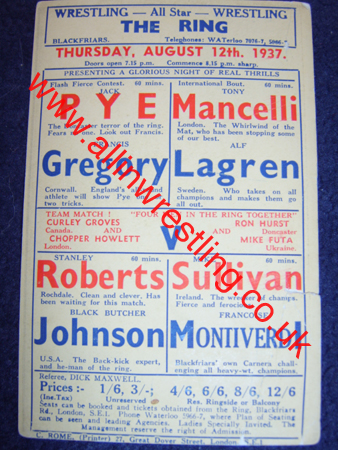 WRESTLING — All Star — WRESTLING
THE RING
BLACKFRIARS. Telephones: WATerloo
THURSDAY, AUGUST 12th, 1937.
Doors open 7.15 p.m. Commence 8.15 p.m. sharp.
PRESENTING A GLORIOUS NIGHT OF REAL THRILLS
Flash Fierce Contest. 60 mins.
JACK
PYE
The terror of the ring.
Fears no one. Look out Francis.
FRANCIS
Gregory
Cornwall. England's all
athlete will show Pye
two tricks.
International Bout. 60 mins.
TONY
Mancelli
London. The Whirlwind of the
Mat, who has been stopping some
of our best.
ALF
Lagren
Sweden. Who takes on all
champions and makes them go
all out.
TEAM MATCH! "FOUR IN THE RING TOGETHER"
CURLEY GROVES
Canada, and
CHOPPER HOWLETT
London.
V
RON HURST
Doncaster and
MIKE FUTA
Ukraine.
STANLEY 60 mins.
Roberts
Rochdale. Clean and clever, Has
been waiting for this match.
BLACK BUTCHER
Johnson
U.S.A. The Back-kick expert,
and he-man of the ring.
60 mins.
Sullivan
Ireland. The wrecker of champs.
Fierce and ferocious.
FRANCOIS
MONTIVERDI
Blackfriars' own Carnera chall-
enging all heavy-wt. champions.
Referee, DICK MAXWELL.
Prices:- 1/6, 3/-; 4/6, 6/6, 8/6, 12/6
(Inc. Tax) Unreserved Res. Ringside or Balcony
Seats can be booked and tickets obtained from the Ring, Blackfriars
Rd., London, S.E.1. Phone Waterloo where Plan of Seating
can be seen and leading Agencies. Ladies Specially Invited. The
Management reserve the right of Admission.
C. ROME, (Printer) 27, Great Dover Street, London, S.E.1
www.allinwrestling.co.uk